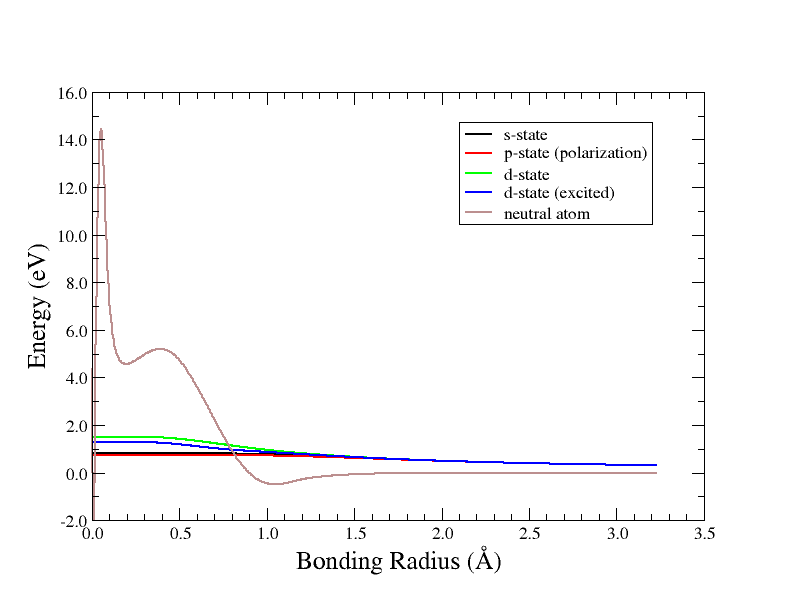 16.0
14.0
12.0
10.0
8.0
6.0
4.0
2.0
0.0
-2.0
Energy (eV)
s-state
p-state (polarization)
d-state
d-state (excited)
neutral atom
0.0 0.5 1.0 1.5 2.0 2.5 3.0 3.5
Bonding Radius (Å)